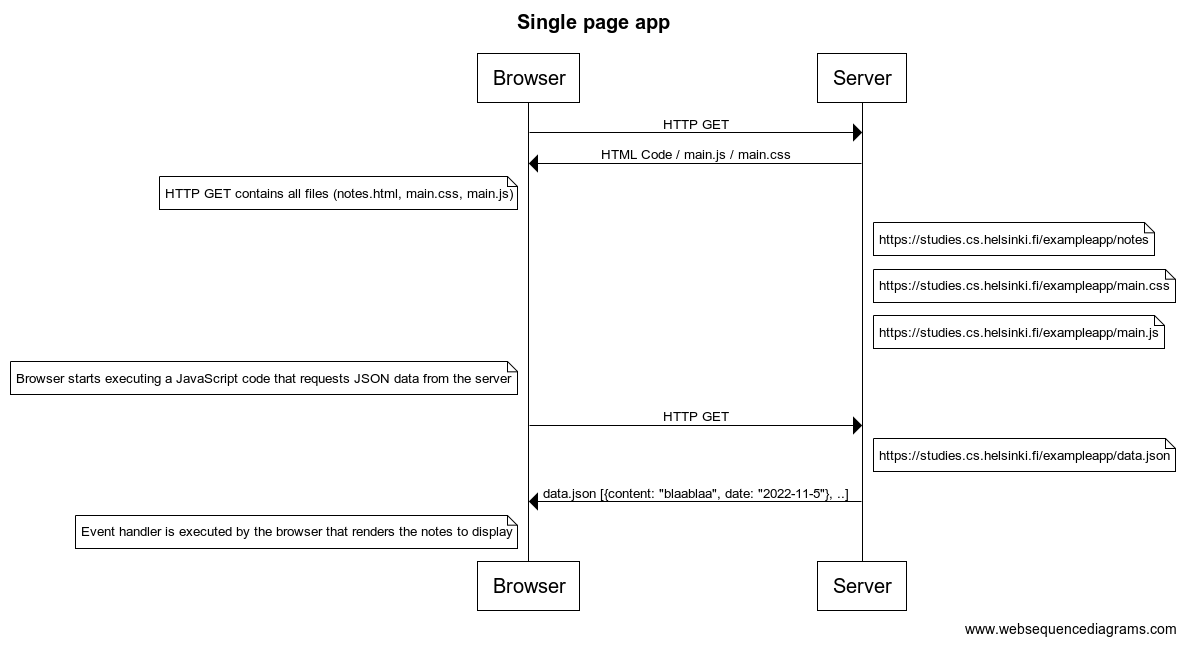 Single page app
Browser
Server
HTTP GET
HTML Code / main.js / main.css
HTTP GET contains all files (notes.html, main.css, main.js)
https://studies.cs.helsinki.fi/exampleapp/notes
https://studies.cs.helsinki.fi/exampleapp/main.css
https://studies.cs.helsinki.fi/exampleapp/main.js
Browser starts executing a JavaScript code that requests JSON data from the server
HTTP GET
https://studies.cs.helsinki.fi/exampleapp/data.json
data.json [{content: "blaablaa", date: "2022-11-5"}, ..]
Event handler is executed by the browser that renders the notes to display
Browser
Server
www.websequencediagrams.com